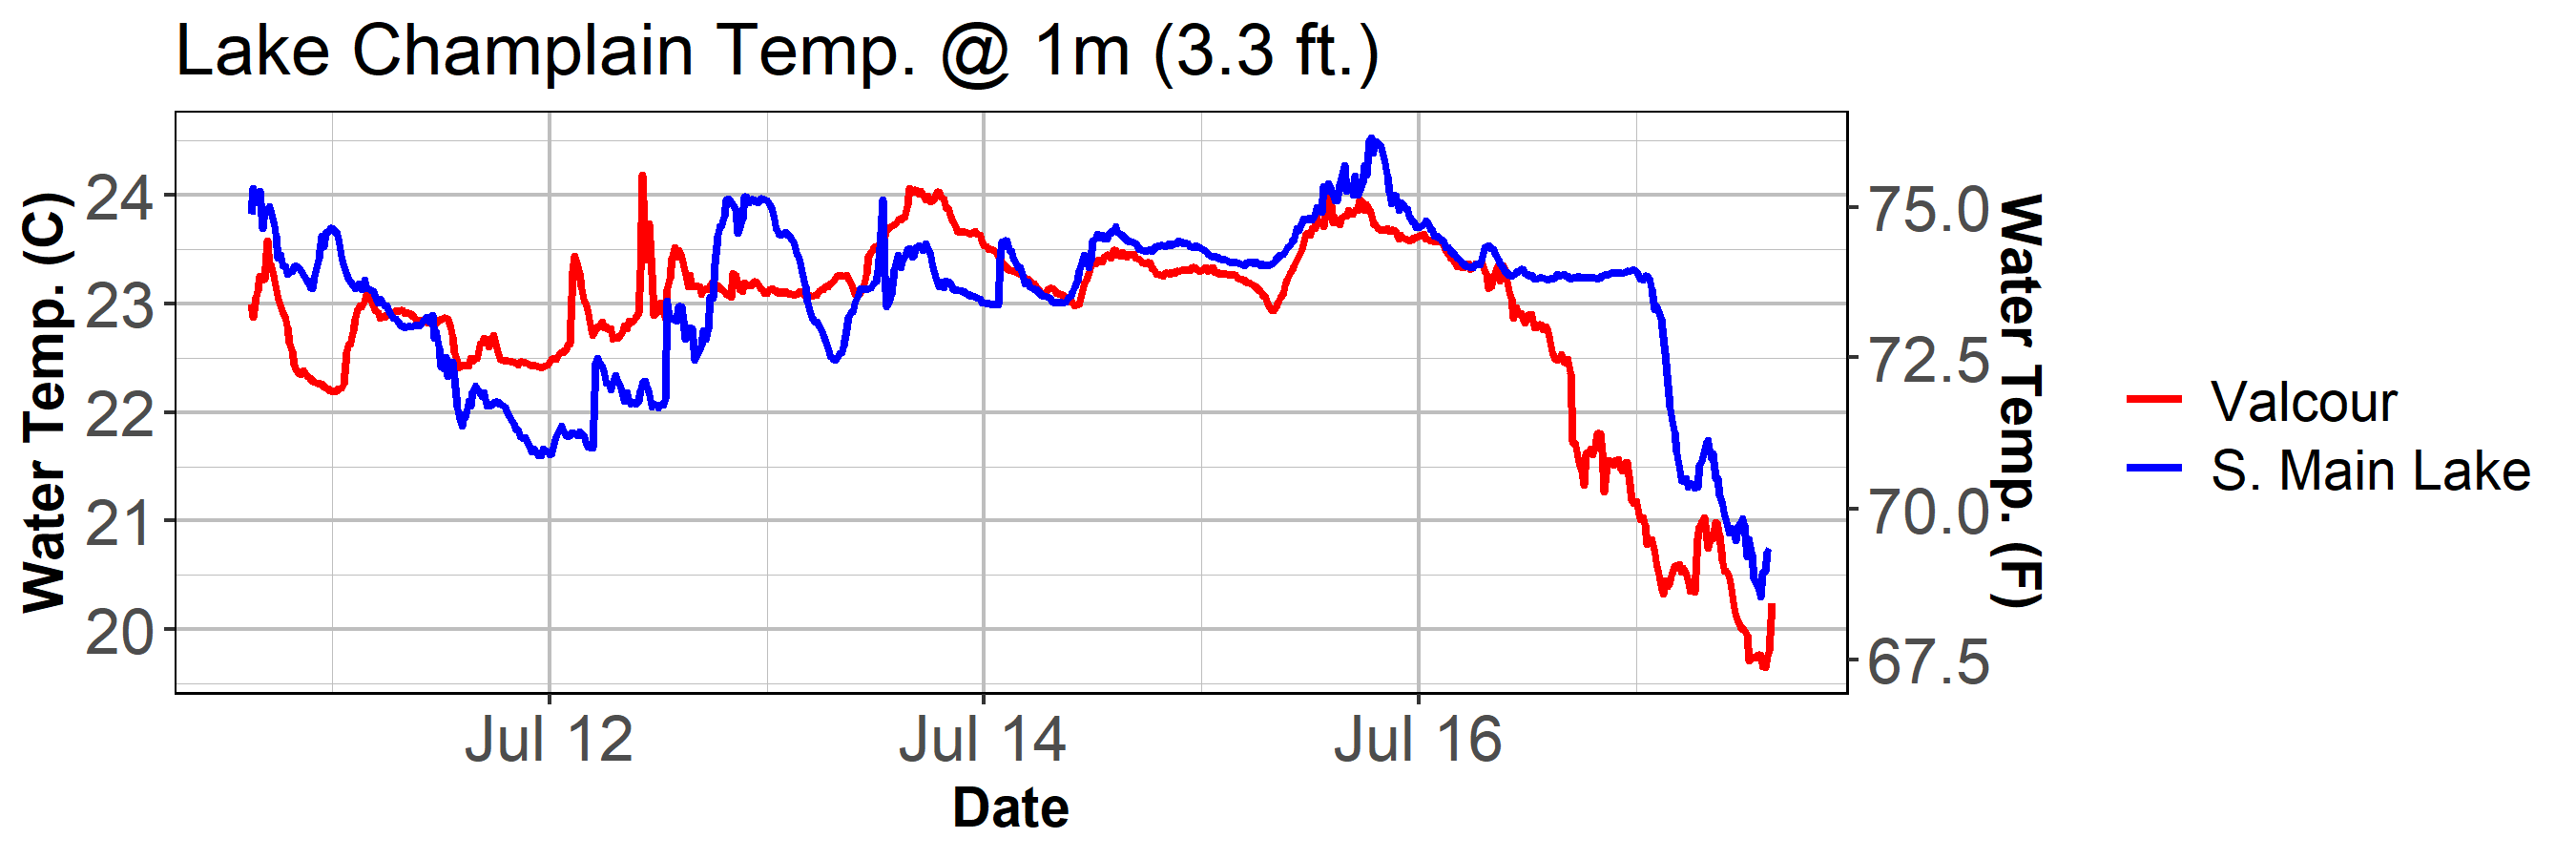 Lake Champlain Temp. @ 1m (3.3 ft.)
Water Temp. (C)
24
23
22
21
20
75.0
72.5
70.0
67.5
Water Temp. (F)
Jul 12
Jul 14
Jul 16
Date
Valcour
S. Main Lake